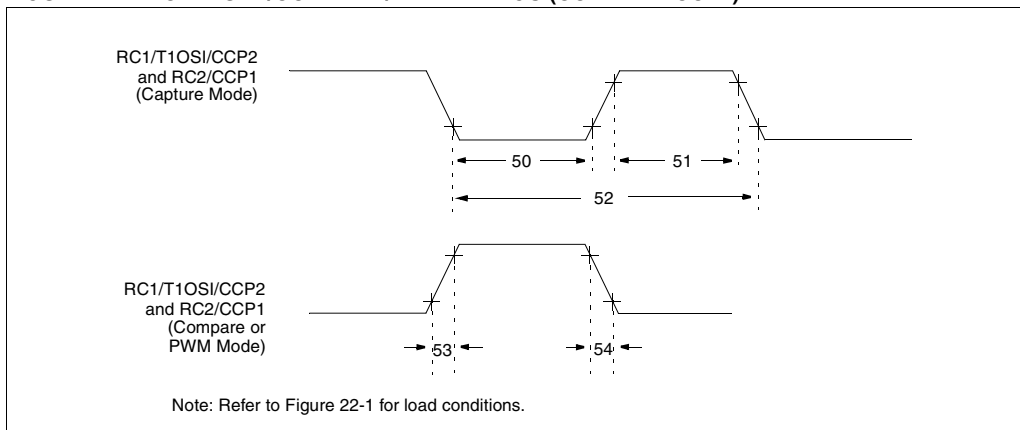 RC1/T1OSI/CCP2
and RC2/CCP1
(Capture Mode)
50
51
52
RC1/T1OSI/CCP2
and RC2/CCP1
(Compare or
PWM Mode)
53
54
Note: Refer to Figure 22-1 for load conditions.